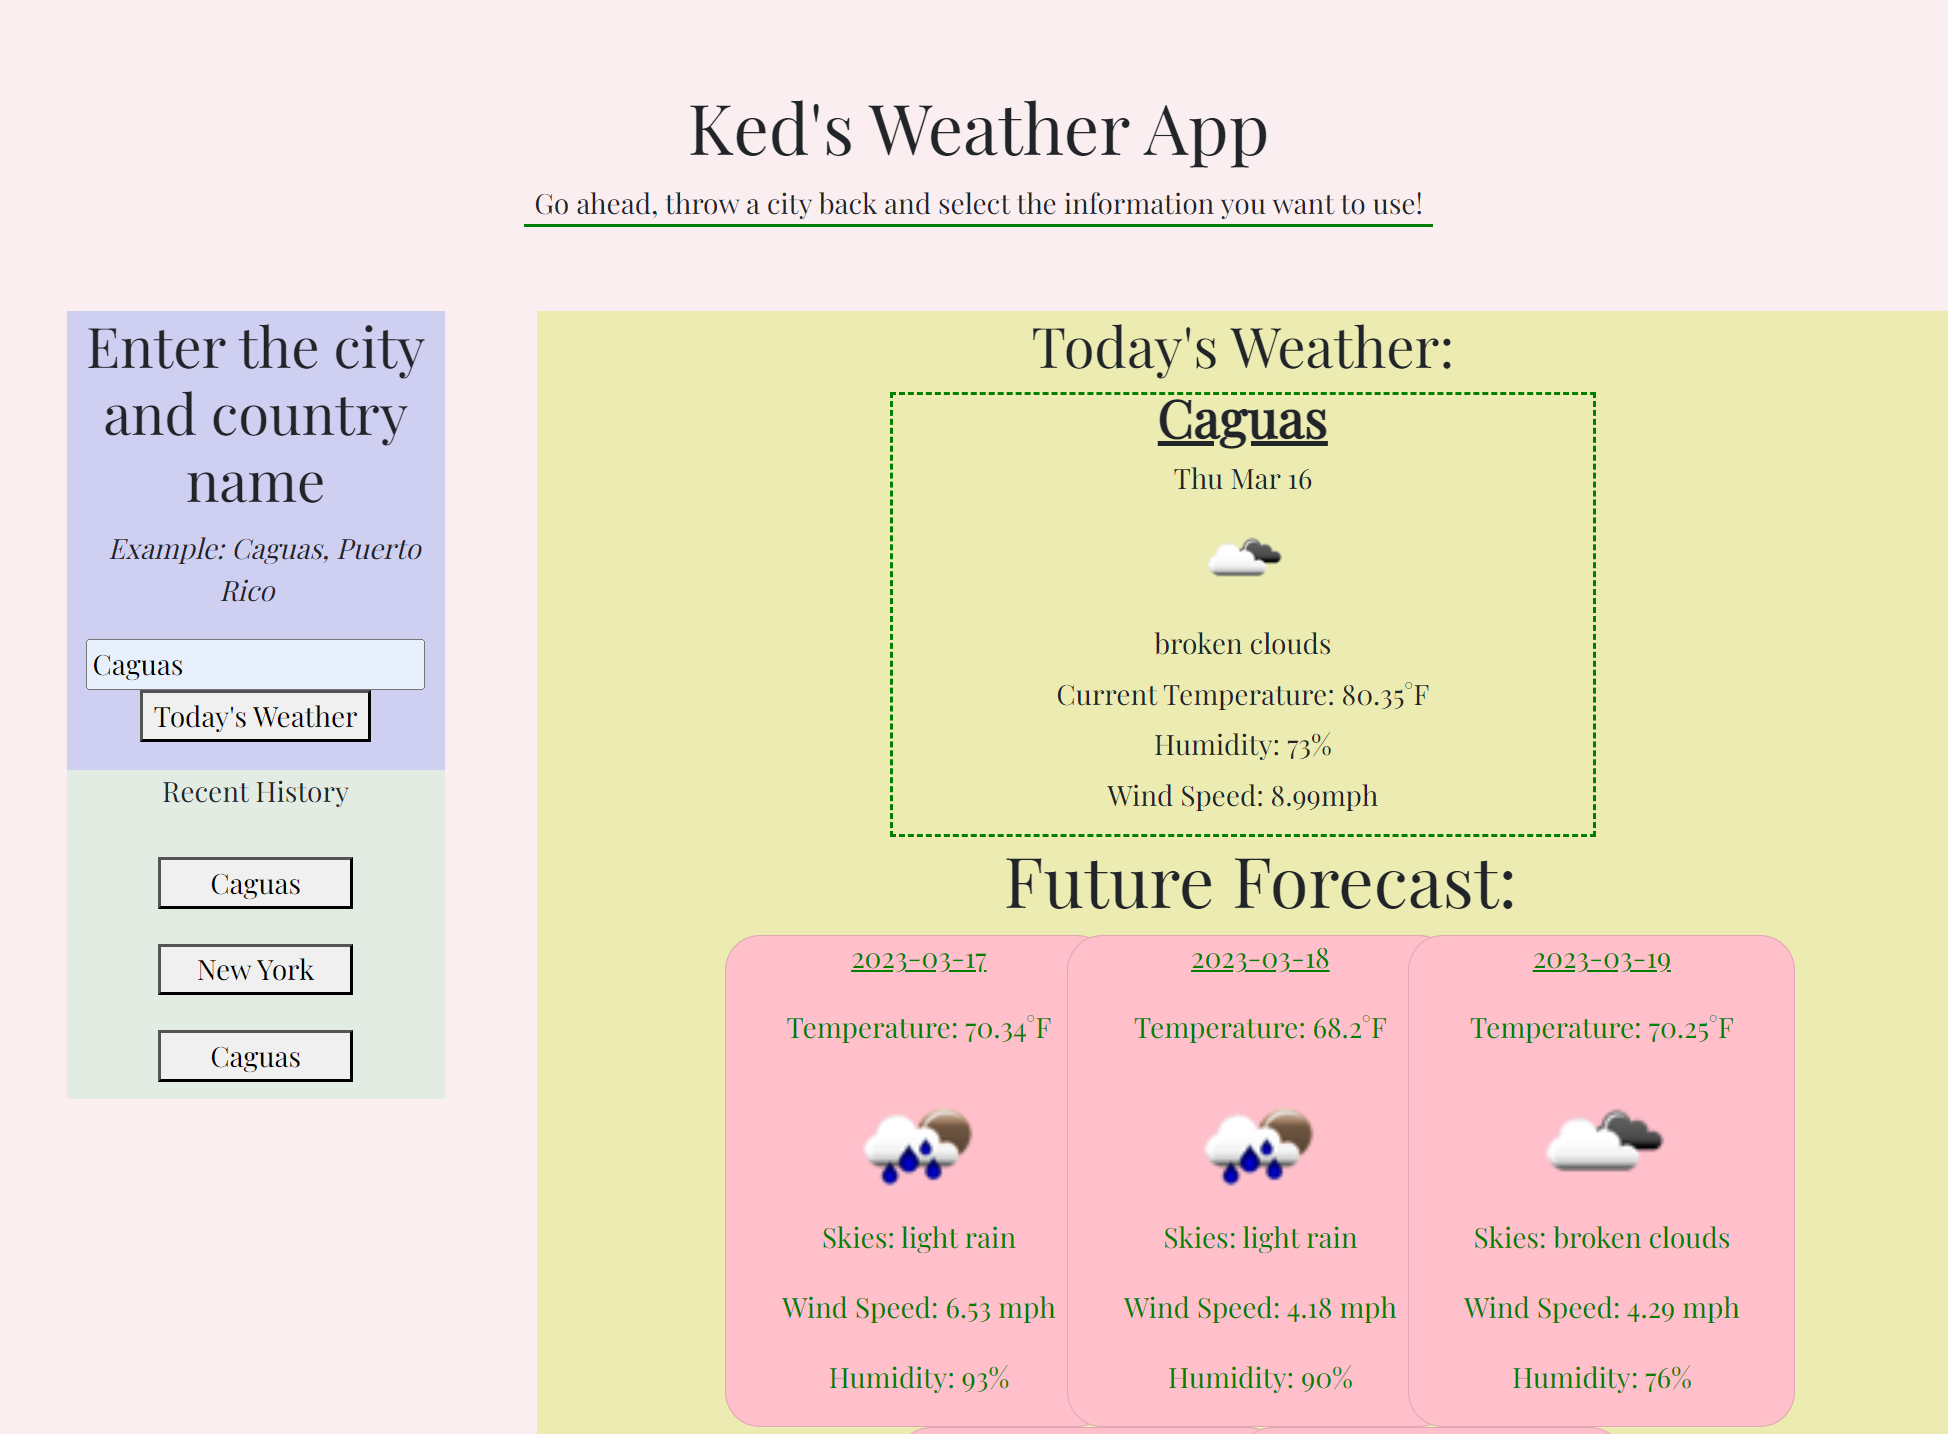 Ked's Weather App
Go ahead, throw a city back and select the information you want to use!
Enter the city
and country
name
Example: Caguas, Puerto
Rico
Caguas
Today's Weather
Recent History
Caguas
New York
Caguas
Today's Weather:
Caguas
Thu Mar 16
broken clouds
Current Temperature: 80.35°F
Humidity: 73%
Wind Speed: 8.99mph
Future Forecast:
2023-03-17
Temperature: 70.34°F
Skies: light rain
Wind Speed: 6.53 mph
Humidity: 93%
2023-03-18
Temperature: 68.2°F
Skies: light rain
Wind Speed: 4.18 mph
Humidity: 90%
2023-03-19
Temperature: 70.25°F
Skies: broken clouds
Wind Speed: 4.29 mph
Humidity: 76%